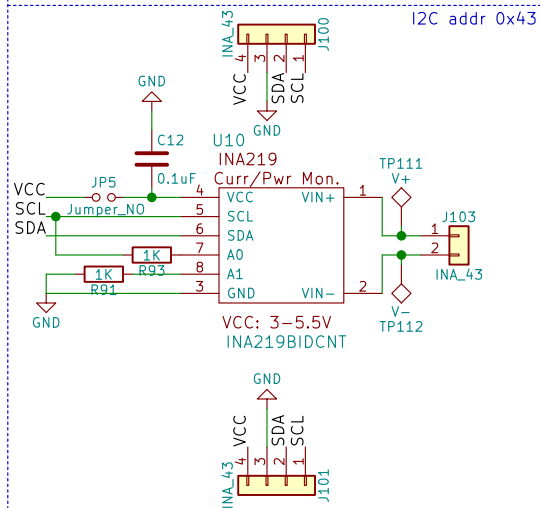 I2C addr 0x43
INA_43
J100
VCC 4
3
SDA 2
SCL 1
GND
GND
C12
0.1uF
U10
INA219
Curr/Pwr Mon.
JP5
Jumper_NO
VCC
SCL
SDA
4 VCC
5 SCL
6 SDA
7 A0
8 A1
3 GND
VIN+ 1
VIN- 2
1K
R93
1K
R91
GND
TP111
V+
J103
1
2
INA_43
V-
TP112
VCC: 3-5.5V
INA219BIDCNT
GND
VCC 4
3
SDA 2
SCL 1
INA_43
J101